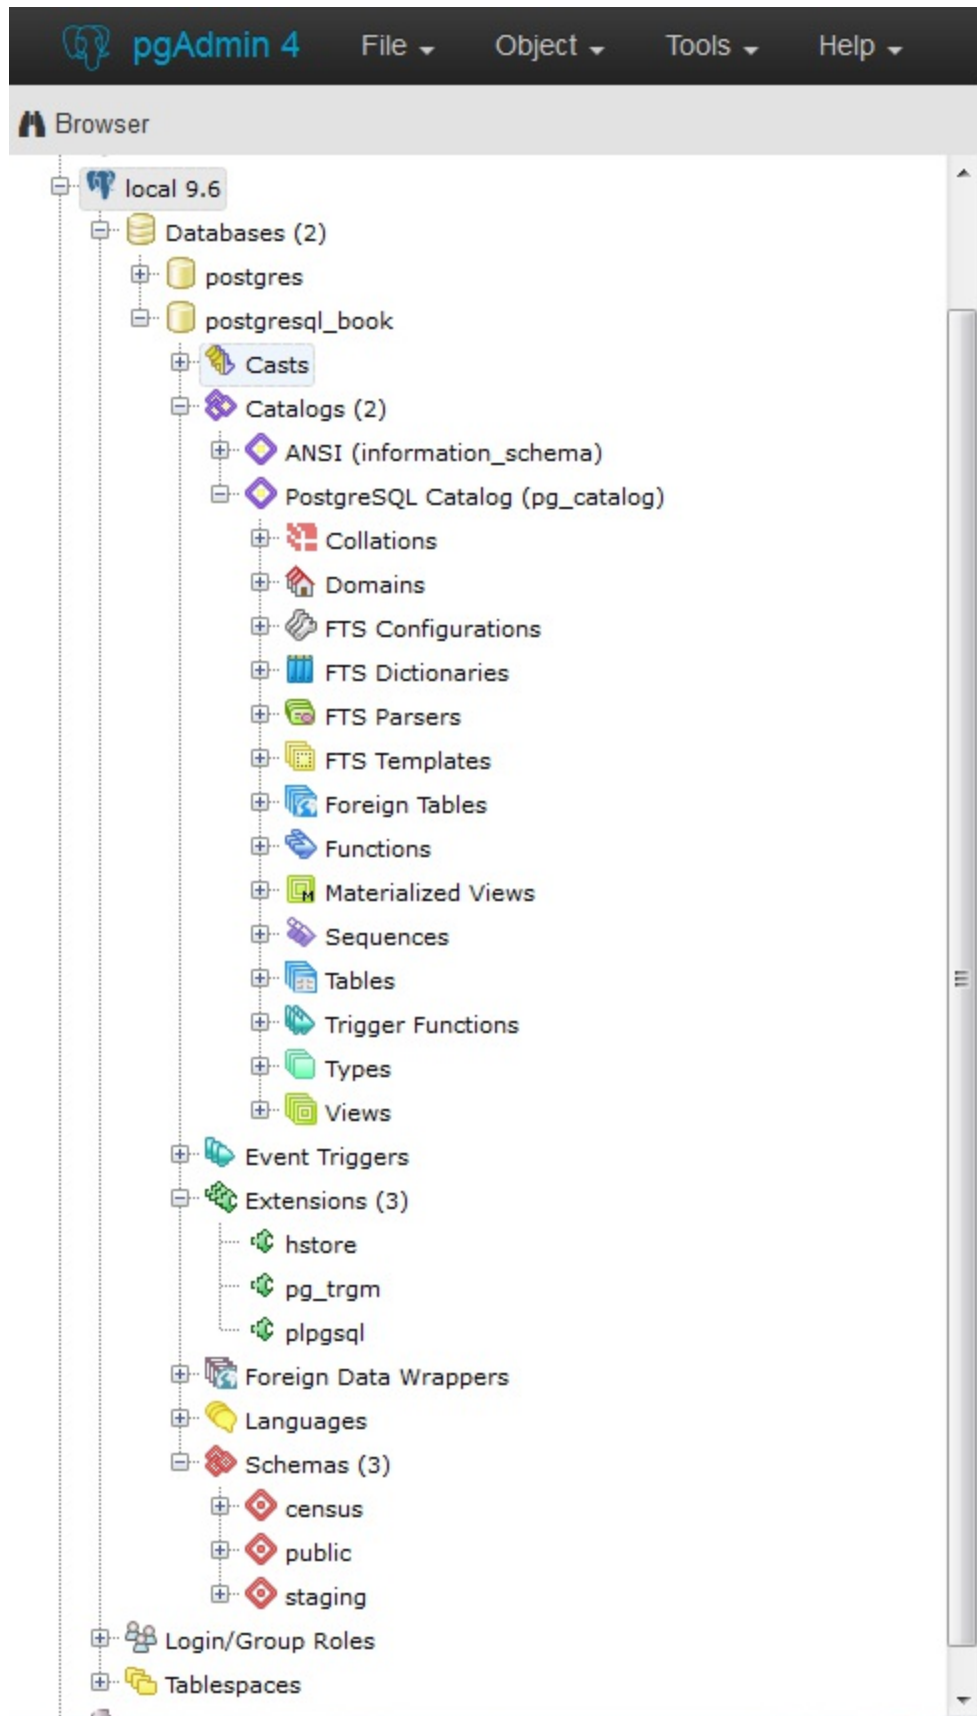 pgAdmin 4 File Object Tools Help
Browser
local 9.6
Databases (2)
postgres
postgresql_book
Casts
Catalogs (2)
ANSI (information_schema)
PostgreSQL Catalog (pg_catalog)
Collations
Domains
FTS Configurations
FTS Dictionaries
FTS Parsers
FTS Templates
Foreign Tables
Functions
Materialized Views
Sequences
Tables
Trigger Functions
Types
Views
Event Triggers
Extensions (3)
hstore
pg_trgm
plpgsql
Foreign Data Wrappers
Languages
Schemas (3)
census
public
staging
Login/Group Roles
Tablespaces